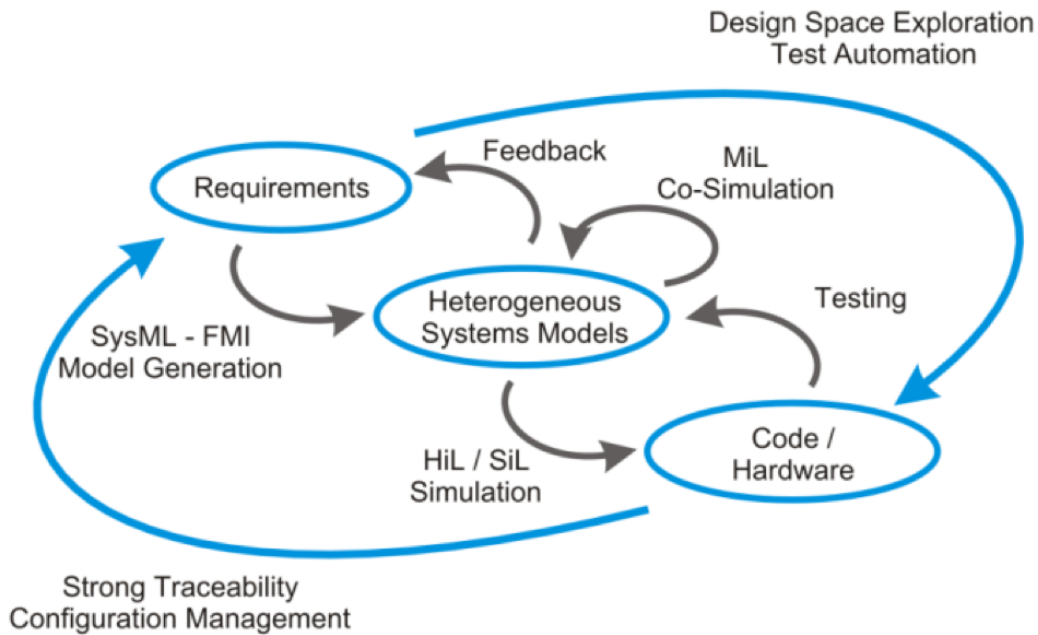 Design Space Exploration
Test Automation
Feedback
MiL
Co-Simulation
Requirements
Heterogeneous
Systems Models
Testing
SysML - FMI
Model Generation
HiL / SiL
Simulation
Code /
Hardware
Strong Traceability
Configuration Management